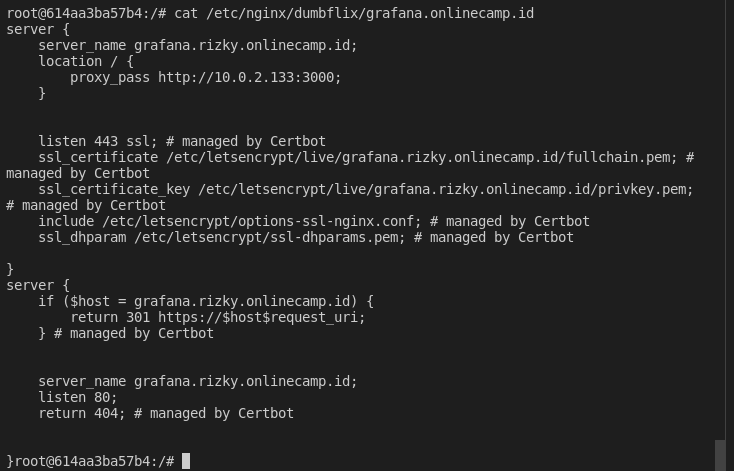 root@614aa3ba57b4:/# cat /etc/nginx/dumbflix/grafana.onlinecamp.id
server {
    server_name grafana.rizky.onlinecamp.id;
    location / {
        proxy_pass http://10.0.2.133:3000;
    }
    listen 443 ssl; # managed by Certbot
    ssl_certificate /etc/letsencrypt/live/grafana.rizky.onlinecamp.id/fullchain.pem; #
managed by Certbot
    ssl_certificate_key /etc/letsencrypt/live/grafana.rizky.onlinecamp.id/privkey.pem;
# managed by Certbot
    include /etc/letsencrypt/options-ssl-nginx.conf; # managed by Certbot
    ssl_dhparam /etc/letsencrypt/ssl-dhparams.pem; # managed by Certbot
}
server {
    if ($host = grafana.rizky.onlinecamp.id) {
        return 301 https://$host$request_uri;
    } # managed by Certbot
    server_name grafana.rizky.onlinecamp.id;
    listen 80;
    return 404; # managed by Certbot
}root@614aa3ba57b4:/#